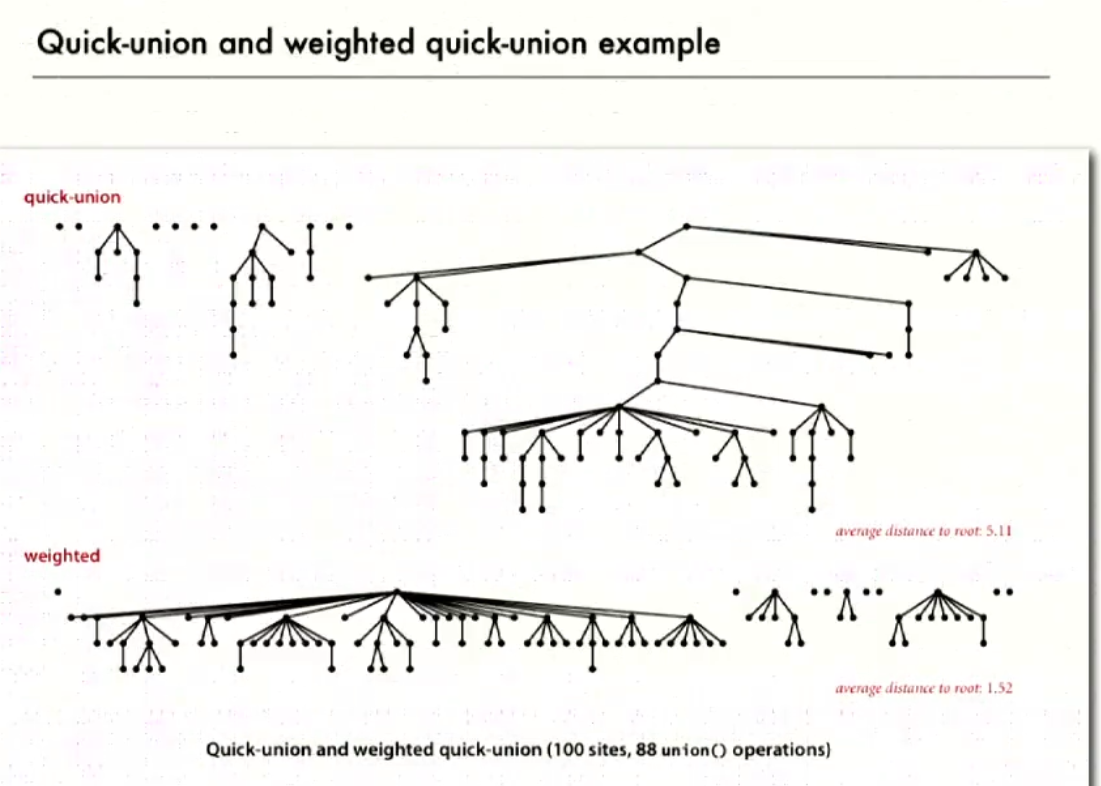 Quick-union and weighted quick-union example
quick-union
average distance to root: 5.11
weighted
average distance to root: 1.52
Quick-union and weighted quick-union (100 sites, 88 union() operations)